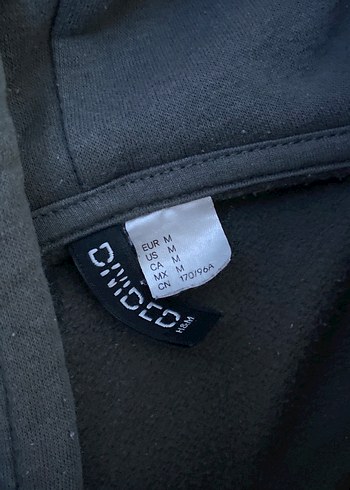 EUR M
US M
CA M
MX M
CN 170/96A
DIVIDED
H&M